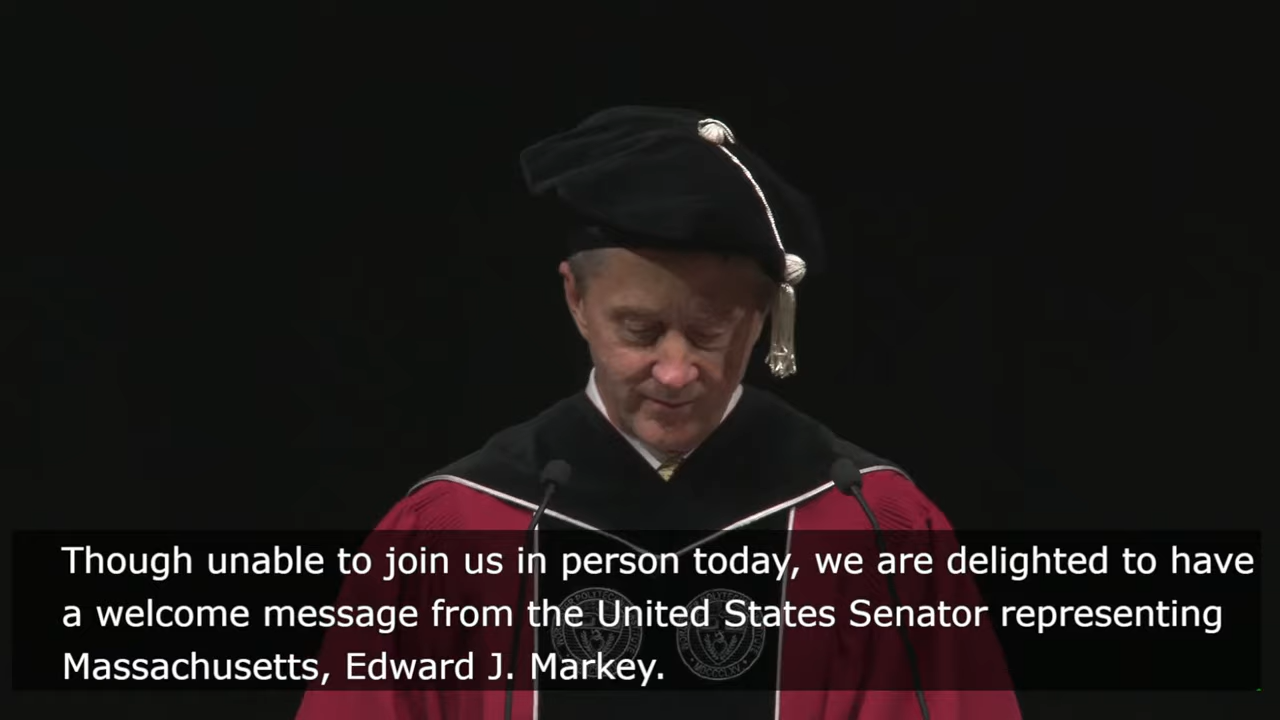 Though unable to join us in person today, we are delighted to have
a welcome message from the United States Senator representing
Massachusetts, Edward J. Markey.